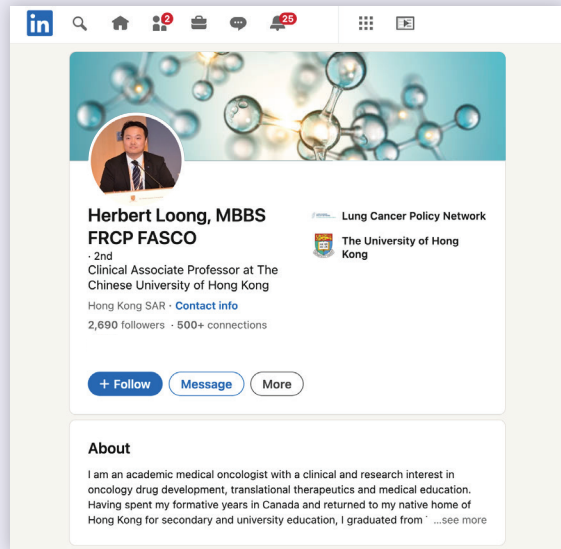 in
2
25
Herbert Loong, MBBS
FRCP FASCO
· 2nd
Clinical Associate Professor at The
Chinese University of Hong Kong
Hong Kong SAR · Contact info
2,690 followers · 500+ connections
Lung Cancer Policy Network
The University of Hong
Kong
+ Follow
Message
More
About
I am an academic medical oncologist with a clinical and research interest in
oncology drug development, translational therapeutics and medical education.
Having spent my formative years in Canada and returned to my native home of
Hong Kong for secondary and university education, I graduated from ...see more